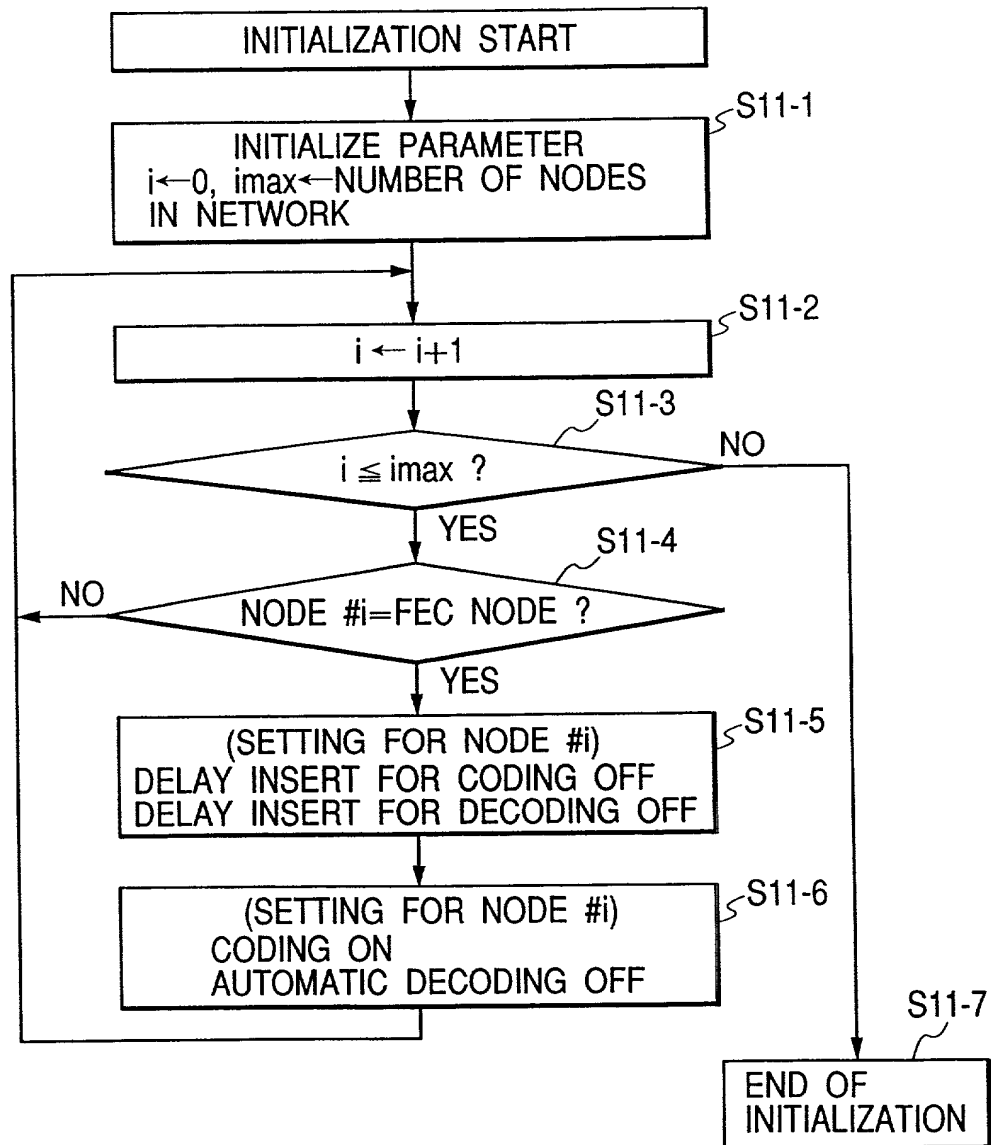 INITIALIZATION START
S11-1
INITIALIZE PARAMETER
i←0, imax←NUMBER OF NODES
IN NETWORK
S11-2
i ← i+1
S11-3
i ≦ imax ?
NO
YES
S11-4
NODE #i=FEC NODE ?
NO
YES
S11-5
(SETTING FOR NODE #i)
DELAY INSERT FOR CODING OFF
DELAY INSERT FOR DECODING OFF
S11-6
(SETTING FOR NODE #i)
CODING ON
AUTOMATIC DECODING OFF
S11-7
END OF
INITIALIZATION